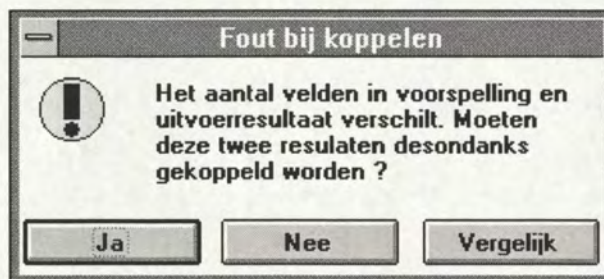 Fout bij koppelen
Het aantal velden in voorspelling en
uitvoerresultaat verschilt. Moeten
deze twee resulaten desondanks
gekoppeld worden ?
Ja Nee Vergelijk